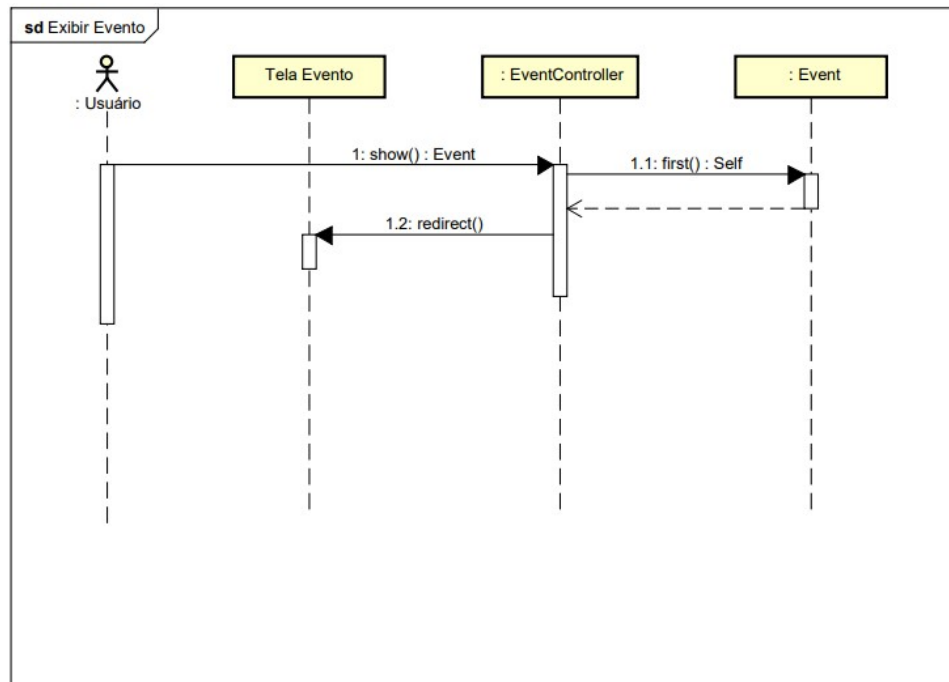 sd Exibir Evento
: Usuário
Tela Evento
: EventController
: Event
1: show() : Event
1.1: first() : Self
1.2: redirect()